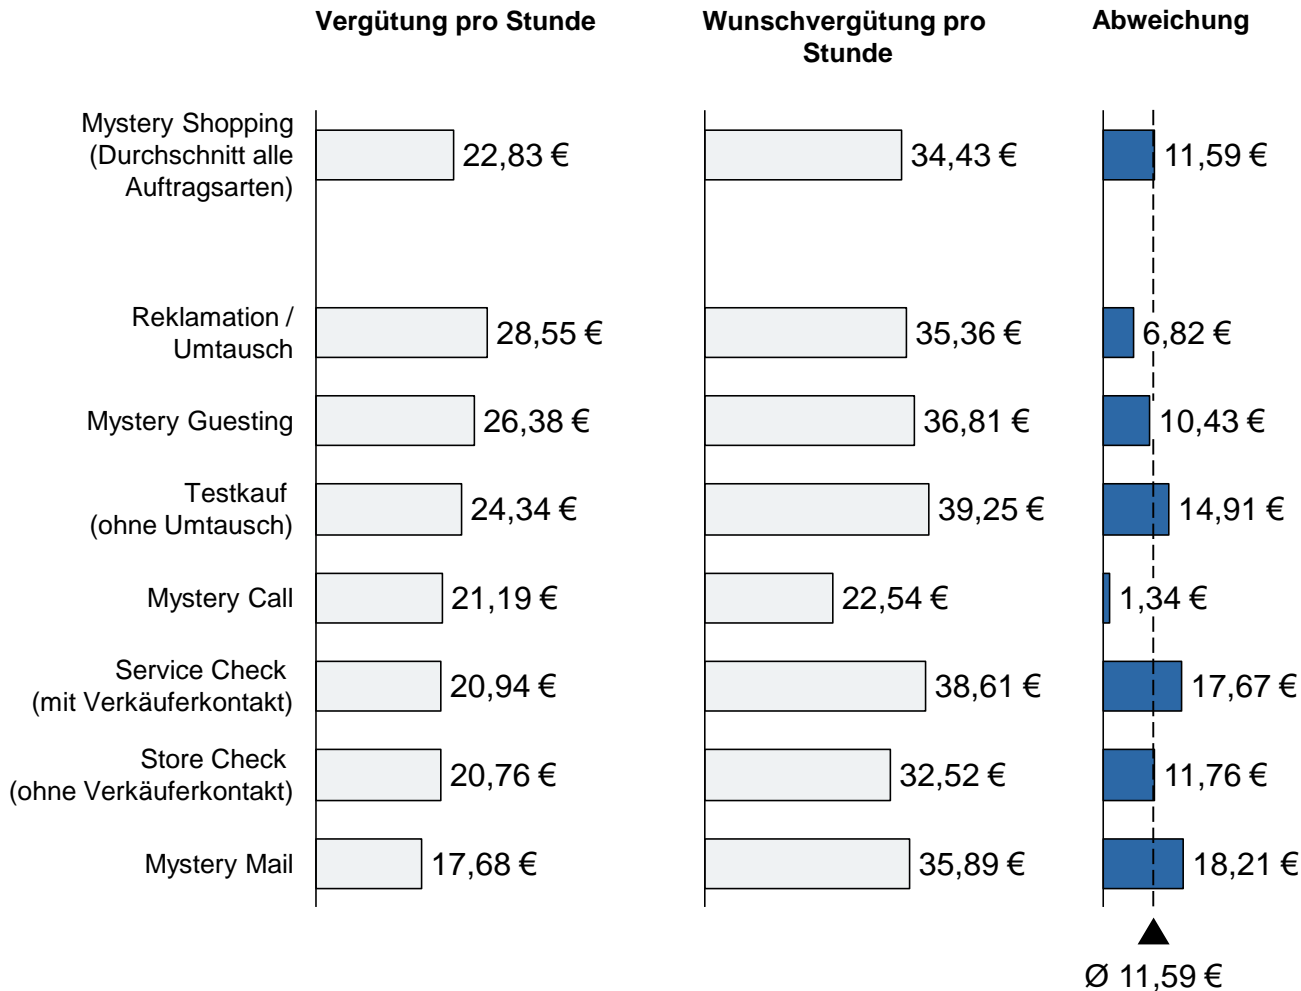 Vergütung pro Stunde
Wunschvergütung pro
Stunde
Abweichung
Mystery Shopping
(Durchschnitt alle
Auftragsarten)
22,83 €
34,43 €
11,59 €
Reklamation /
Umtausch
28,55 €
35,36 €
6,82 €
Mystery Guesting
26,38 €
36,81 €
10,43 €
Testkauf
(ohne Umtausch)
24,34 €
39,25 €
14,91 €
Mystery Call
21,19 €
22,54 €
1,34 €
Service Check
(mit Verkäuferkontakt)
20,94 €
38,61 €
17,67 €
Store Check
(ohne Verkäuferkontakt)
20,76 €
32,52 €
11,76 €
Mystery Mail
17,68 €
35,89 €
18,21 €
Ø 11,59 €